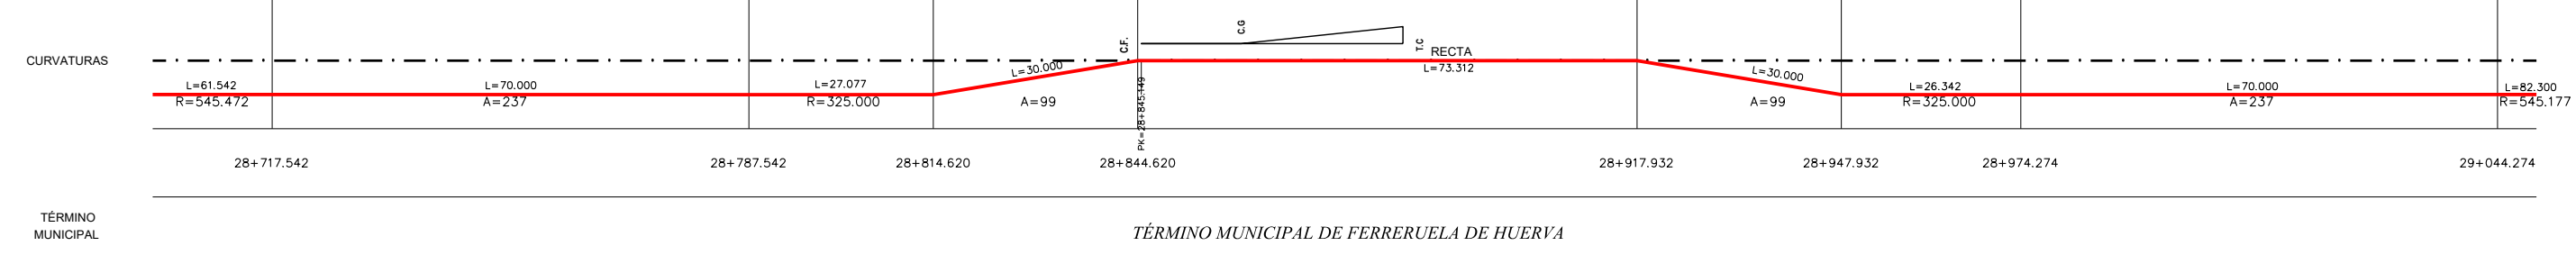 C.F.
C.G
T.C
CURVATURAS
RECTA
L=61.542
R=545.472
L=70.000
A=237
L=27.077
R=325.000
L=30.000
A=99
PK=28+845.149
L=73.312
L=30.000
A=99
L=26.342
R=325.000
L=70.000
A=237
L=82.300
R=545.177
28+717.542
28+787.542
28+814.620
28+844.620
28+917.932
28+947.932
28+974.274
29+044.274
TÉRMINO
MUNICIPAL
TÉRMINO MUNICIPAL DE FERRERUELA DE HUERVA